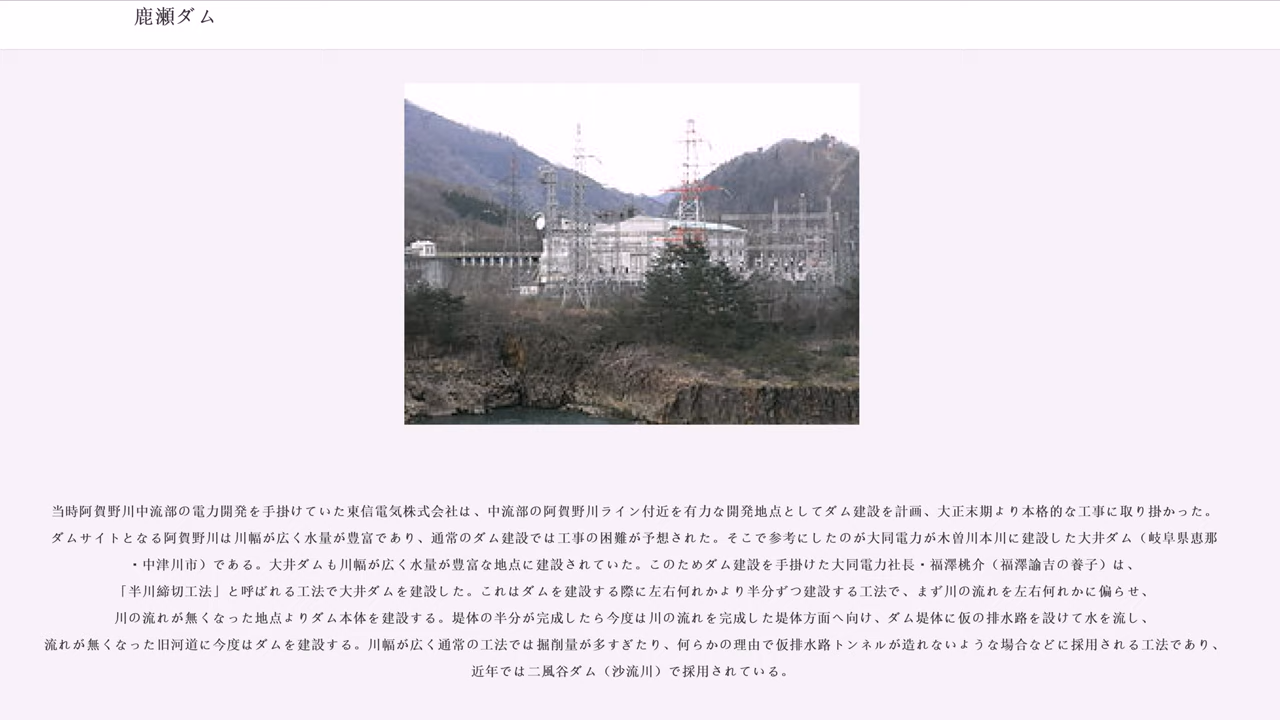 鹿瀬ダム
当時阿賀野川中流部の電力開発を手掛けていた東信電気株式会社は、中流部の阿賀野川ライン付近を有力な開発地点としてダム建設を計画、大正末期より本格的な工事に取り掛かった。
ダムサイトとなる阿賀野川は川幅が広く水量が豊富であり、通常のダム建設では工事の困難が予想された。そこで参考にしたのが大同電力が木曽川本川に建設した大井ダム（岐阜県恵那
・中津川市）である。大井ダムも川幅が広く水量が豊富な地点に建設されていた。このためダム建設を手掛けた大同電力社長・福澤桃介（福澤諭吉の養子）は、
「半川締切工法」と呼ばれる工法で大井ダムを建設した。これはダムを建設する際に左右何れかより半分ずつ建設する工法で、まず川の流れを左右何れかに偏らせ、
川の流れが無くなった地点よりダム本体を建設する。堤体の半分が完成したら今度は川の流れを完成した堤体方面へ向け、ダム堤体に仮の排水路を設けて水を流し、
流れが無くなった旧河道に今度はダムを建設する。川幅が広く通常の工法では掘削量が多すぎたり、何らかの理由で仮排水路トンネルが造れないような場合などに採用される工法であり、
近年では二風谷ダム（沙流川）で採用されている。